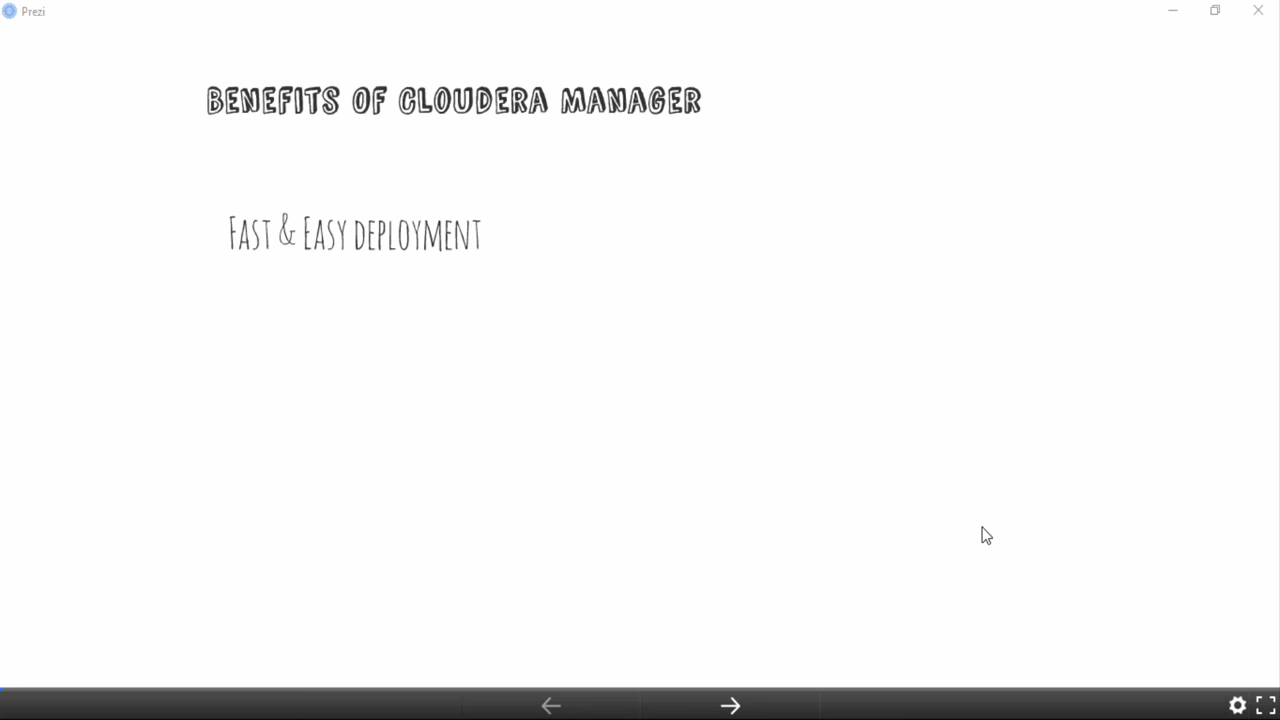 Prezi
BENEFITS OF CLOUDERA MANAGER
FAST & EASY DEPLOYMENT